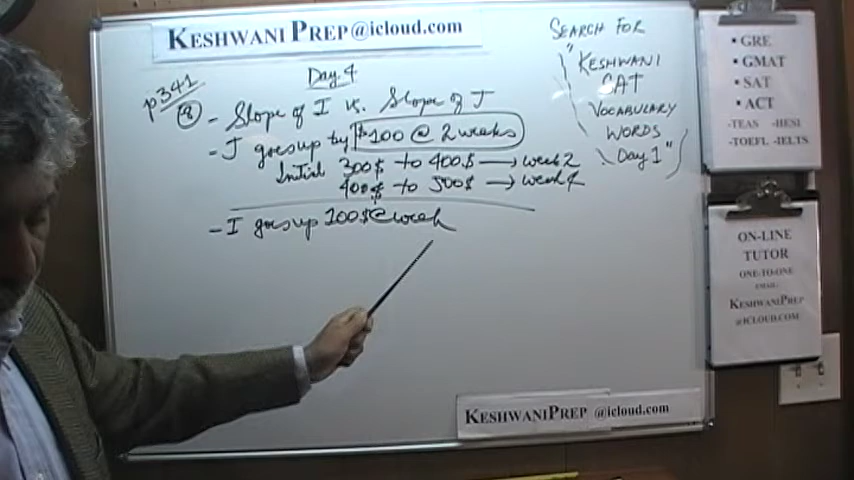 KESHWANI PREP@icloud.com
Day 4
p341
18 - Slope of I vs. Slope of J
- J goes up by $100 @ 2 weeks
Initial 300$ to 400$ → week 2
400$ to 500$ → week 4
- I goes up 100$ @ week
SEARCH FOR
"KESHWANI
SAT
VOCABULARY
WORDS
Day 1"
• GRE
• GMAT
• SAT
• ACT
-TEAS -HESI
-TOEFL -IELTS
ON-LINE
TUTOR
ONE-TO-ONE
EMAIL
KESHWANIPREP
@ICLOUD.COM
KESHWANIPREP @icloud.com